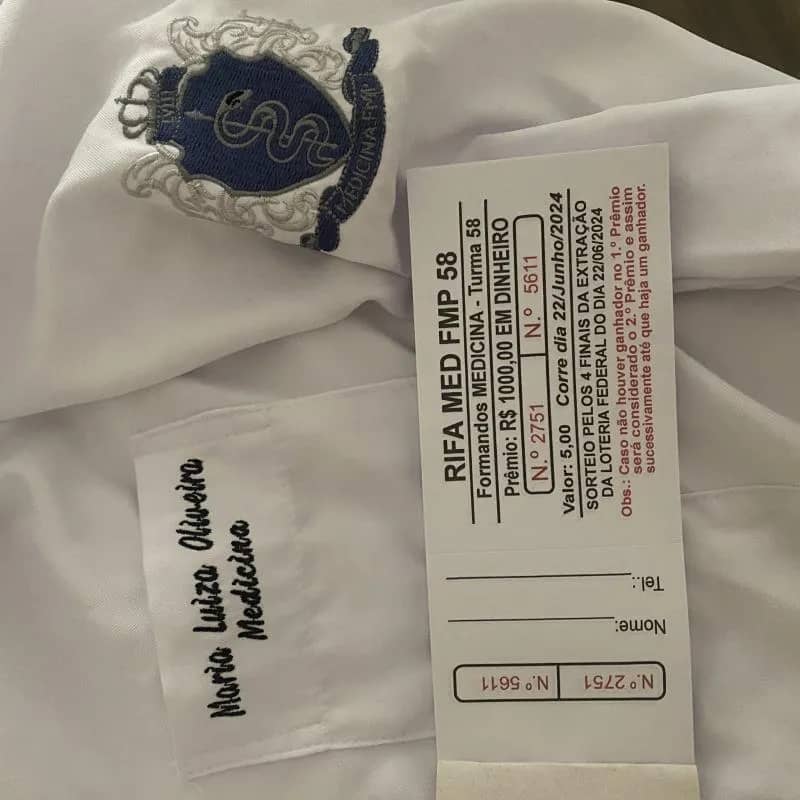 LVIII
MEDICINA FMP
Maria Luiza Oliveira
Medicina
RIFA MED FMP 58
Formandos MEDICINA - Turma 58
Prêmio: R$ 1000,00 EM DINHEIRO
N.º 2751 N.º 5611
Valor: 5,00 Corre dia 22/Junho/2024
SORTEIO PELOS 4 FINAIS DA EXTRAÇÃO
DA LOTERIA FEDERAL DO DIA 22/06/2024
Obs.: Caso não houver ganhador no 1.º Prêmio
será considerado o 2.º Prêmio e assim
sucessivamente até que haja um ganhador.
N.º 2751 N.º 5611
Nome:
Tel.: